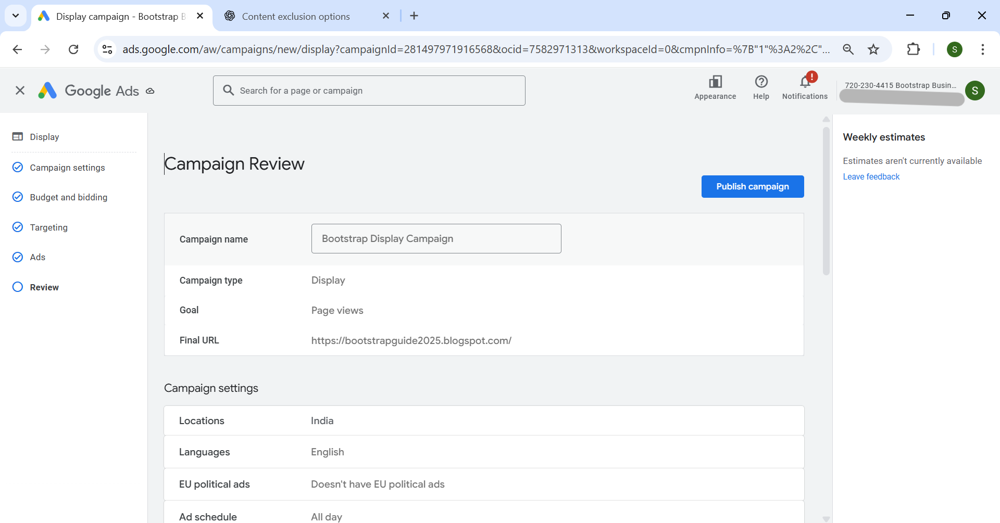 Display campaign - Bootstrap B
Content exclusion options
ads.google.com/aw/campaigns/new/display?campaignId=281497971916568&ocid=7582971313&workspaceId=0&cmpnInfo=%7B"1"%3A2%2C"...
S
Google Ads
Search for a page or campaign
Appearance
Help
!
Notifications
720-230-4415 Bootstrap Busin...
S
Display
Campaign settings
Budget and bidding
Targeting
Ads
Review
Campaign Review
Publish campaign
Campaign name
Bootstrap Display Campaign
Campaign type
Display
Goal
Page views
Final URL
https://bootstrapguide2025.blogspot.com/
Campaign settings
Locations
India
Languages
English
EU political ads
Doesn't have EU political ads
Ad schedule
All day
Weekly estimates
Estimates aren't currently available
Leave feedback